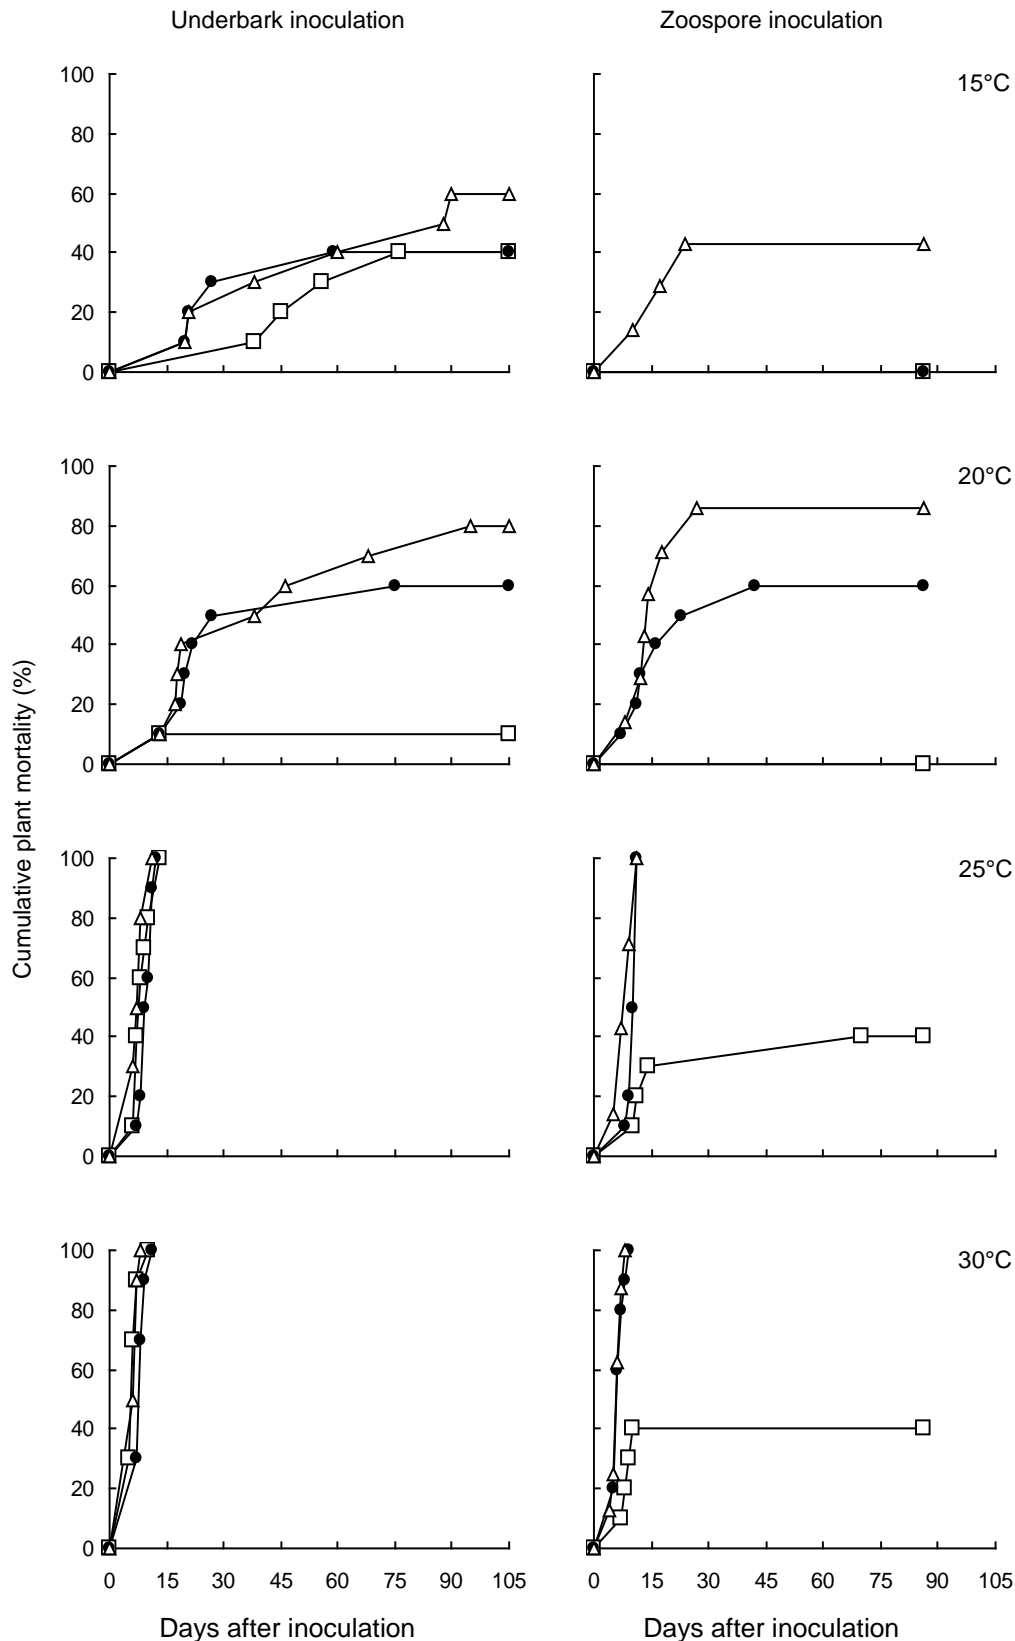 Underbark inoculation
Zoospore inoculation
100
80
60
40
20
0
15°C
100
80
60
40
20
0
20°C
Cumulative plant mortality (%)
100
80
60
40
20
0
25°C
100
80
60
40
20
0
30°C
0 15 30 45 60 75 90 105
0 15 30 45 60 75 90 105
Days after inoculation
Days after inoculation